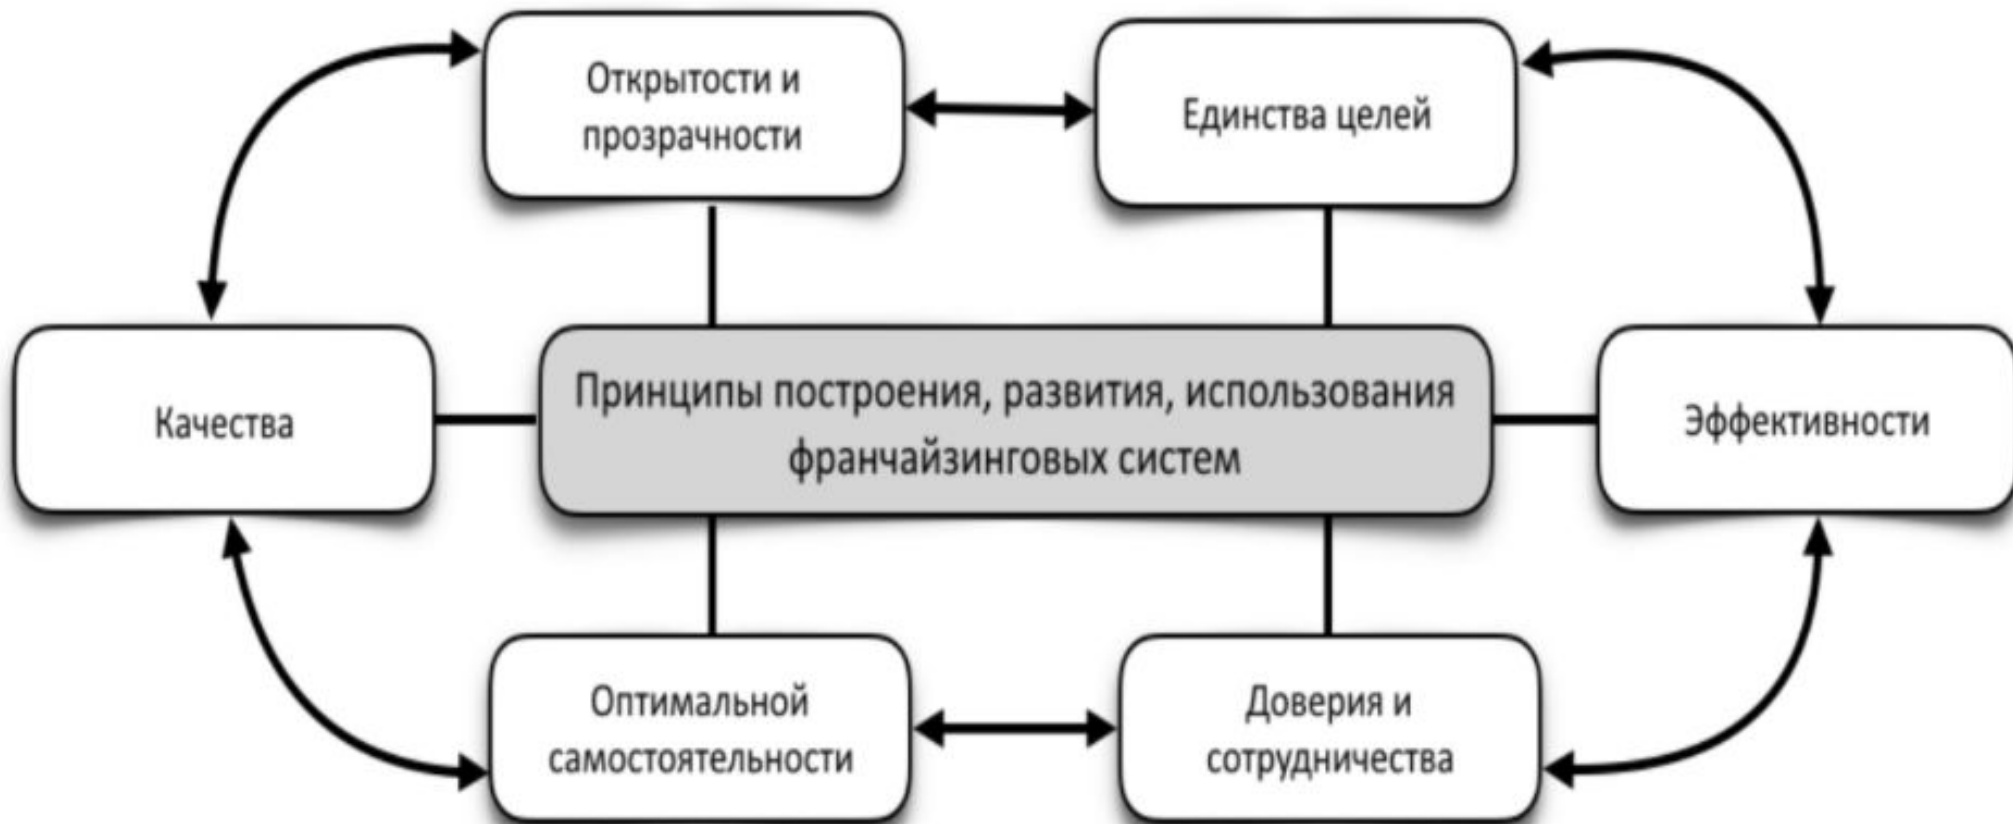 Открытости и
прозрачности
Единства целей
Качества
Принципы построения, развития, использования
франчайзинговых систем
Эффективности
Оптимальной
самостоятельности
Доверия и
сотрудничества